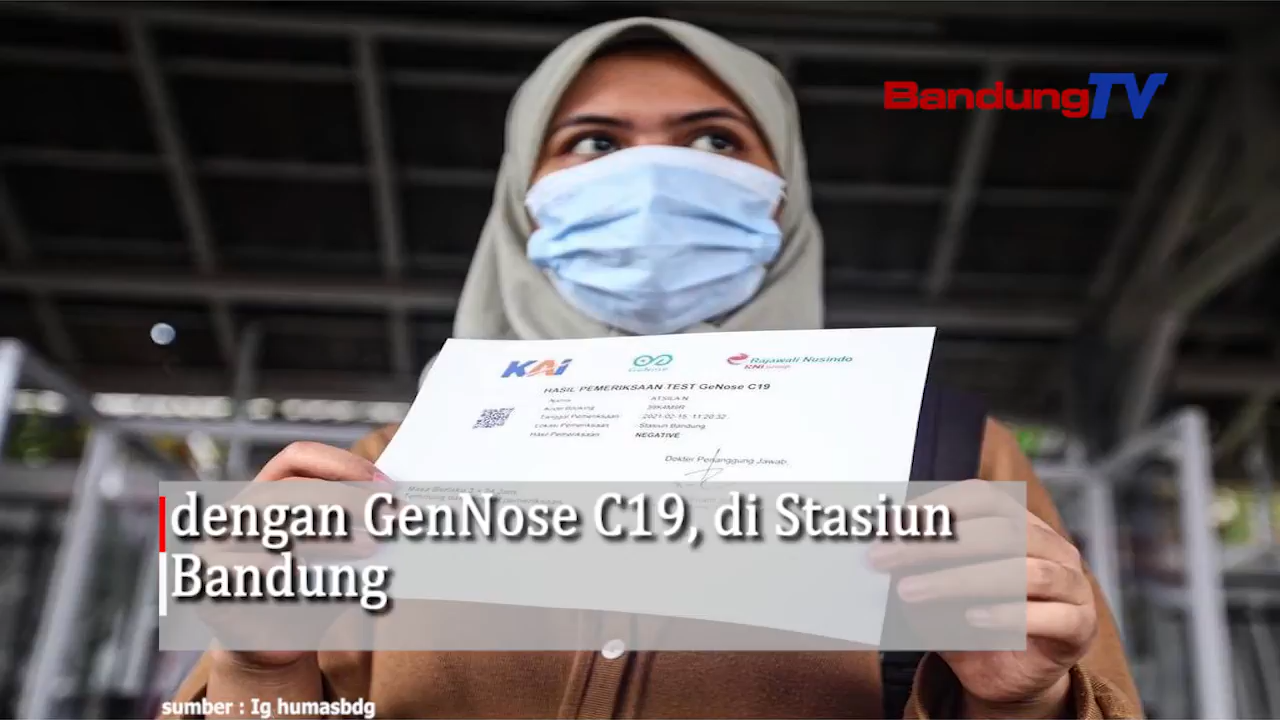 BandungTV
KAI
GeNose
Rajawali Nusindo
RNI Group
HASIL PEMERIKSAAN TEST GeNose C19
Nama : ATSILA N
Kode Booking
Tanggal Pemeriksaan : 2021-02-15 11:20:32
Lokasi Pemeriksaan : Stasiun Bandung
Hasil Pemeriksaan : NEGATIVE
Dokter Penanggung Jawab,
dengan GenNose C19, di Stasiun
Bandung
sumber : Ig humasbdg